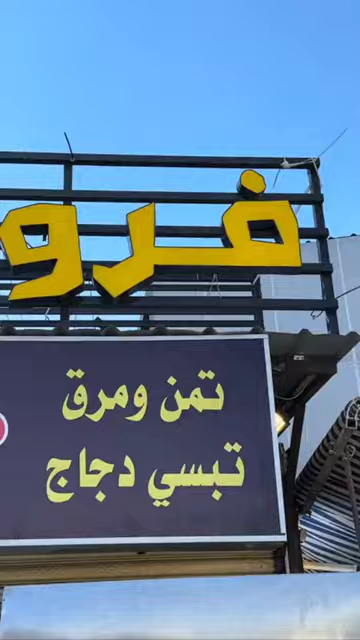 فرو
تمن ومرق
تبسي دجاج